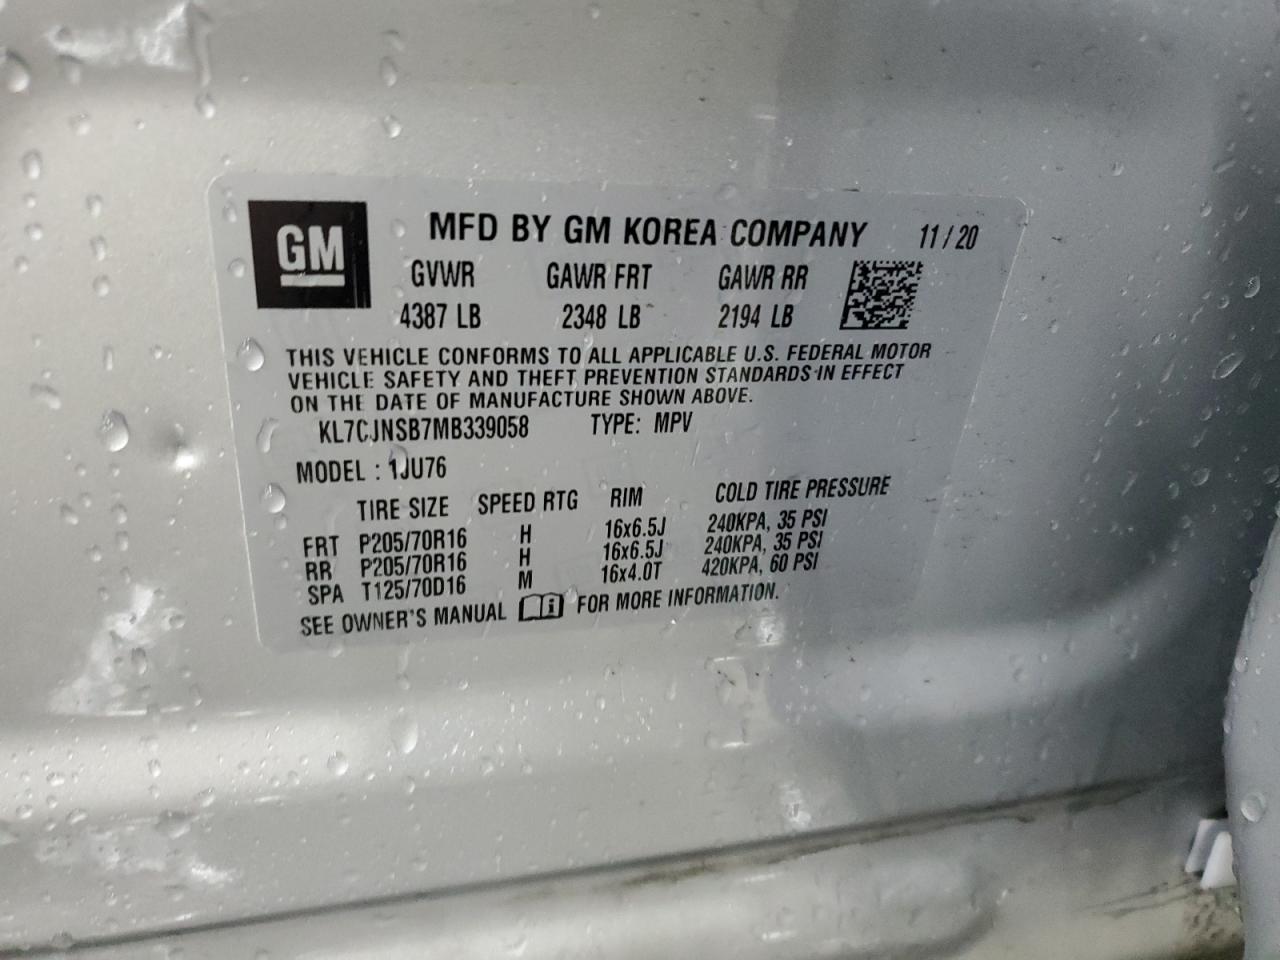 GM
MFD BY GM KOREA COMPANY 11/20
GVWR GAWR FRT GAWR RR
4387 LB 2348 LB 2194 LB
THIS VEHICLE CONFORMS TO ALL APPLICABLE U.S. FEDERAL MOTOR
VEHICLE SAFETY AND THEFT PREVENTION STANDARDS IN EFFECT
ON THE DATE OF MANUFACTURE SHOWN ABOVE.
KL7CJNSB7MB339058 TYPE: MPV
MODEL : 1JU76
TIRE SIZE SPEED RTG RIM COLD TIRE PRESSURE
FRT P205/70R16 H 16x6.5J 240KPA, 35 PSI
RR P205/70R16 H 16x6.5J 240KPA, 35 PSI
SPA T125/70D16 M 16x4.0T 420KPA, 60 PSI
SEE OWNER'S MANUAL FOR MORE INFORMATION.